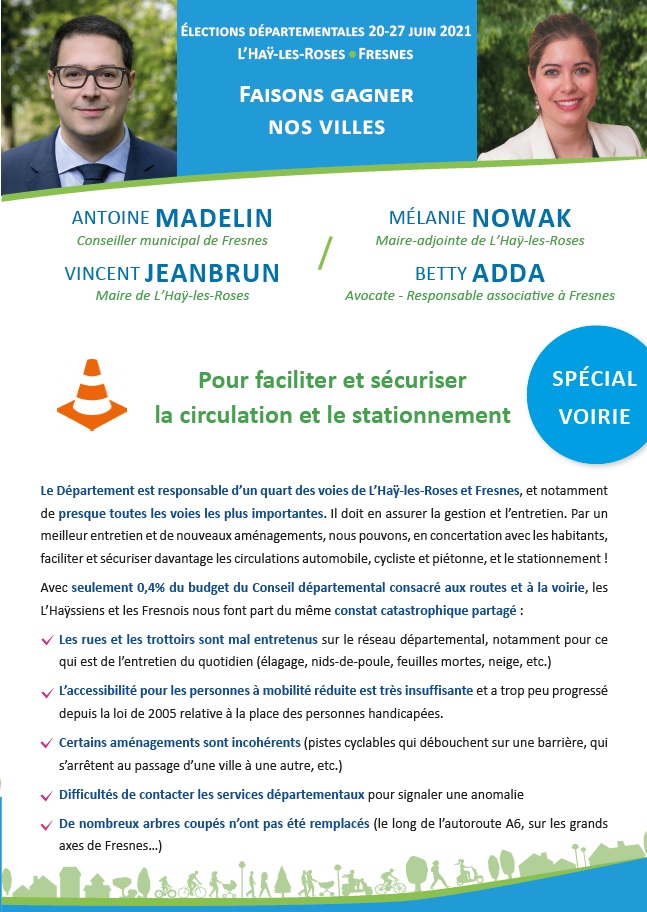 Élections départementales 20-27 juin 2021
L'Haÿ-les-Roses • Fresnes
Faisons gagner
nos villes
ANTOINE MADELIN
Conseiller municipal de Fresnes
VINCENT JEANBRUN
Maire de L'Haÿ-les-Roses
/
MÉLANIE NOWAK
Maire-adjointe de L'Haÿ-les-Roses
BETTY ADDA
Avocate - Responsable associative à Fresnes
Pour faciliter et sécuriser
la circulation et le stationnement
SPÉCIAL
VOIRIE
Le Département est responsable d'un quart des voies de L'Haÿ-les-Roses et Fresnes, et notamment
de presque toutes les voies les plus importantes. Il doit en assurer la gestion et l'entretien. Par un
meilleur entretien et de nouveaux aménagements, nous pouvons, en concertation avec les habitants,
faciliter et sécuriser davantage les circulations automobile, cycliste et piétonne, et le stationnement !
Avec seulement 0,4% du budget du Conseil départemental consacré aux routes et à la voirie, les
L'Haÿssiens et les Fresnois nous font part du même constat catastrophique partagé :
Les rues et les trottoirs sont mal entretenus sur le réseau départemental, notamment pour ce
qui est de l'entretien du quotidien (élagage, nids-de-poule, feuilles mortes, neige, etc.)
L'accessibilité pour les personnes à mobilité réduite est très insuffisante et a trop peu progressé
depuis la loi de 2005 relative à la place des personnes handicapées.
Certains aménagements sont incohérents (pistes cyclables qui débouchent sur une barrière, qui
s'arrêtent au passage d'une ville à une autre, etc.)
Difficultés de contacter les services départementaux pour signaler une anomalie
De nombreux arbres coupés n'ont pas été remplacés (le long de l'autoroute A6, sur les grands
axes de Fresnes…)